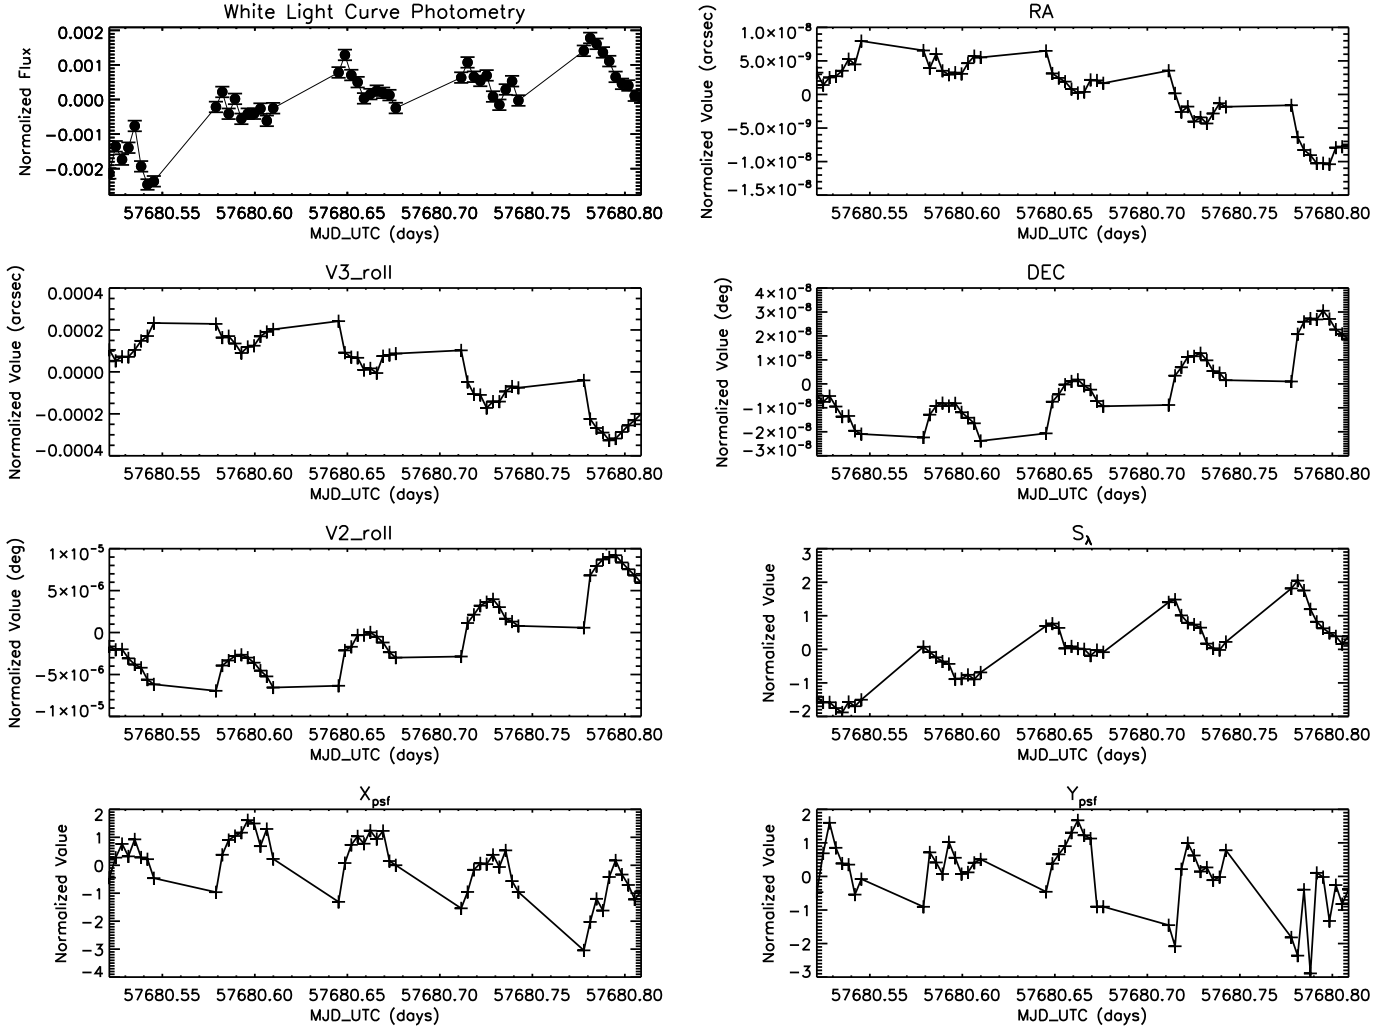 White Light Curve Photometry
Normalized Flux
0.002
0.001
0.000
-0.001
-0.002
57680.55 57680.60 57680.65 57680.70 57680.75 57680.80
MJD_UTC (days)
RA
Normalized Value (arcsec)
1.0×10⁻⁸
5.0×10⁻⁹
0
-5.0×10⁻⁹
-1.0×10⁻⁸
-1.5×10⁻⁸
57680.55 57680.60 57680.65 57680.70 57680.75 57680.80
MJD_UTC (days)
V3_roll
Normalized Value (arcsec)
0.0004
0.0002
0.0000
-0.0002
-0.0004
57680.55 57680.60 57680.65 57680.70 57680.75 57680.80
MJD_UTC (days)
DEC
Normalized Value (deg)
4×10⁻⁸
3×10⁻⁸
2×10⁻⁸
1×10⁻⁸
0
-1×10⁻⁸
-2×10⁻⁸
-3×10⁻⁸
57680.55 57680.60 57680.65 57680.70 57680.75 57680.80
MJD_UTC (days)
V2_roll
Normalized Value (deg)
1×10⁻⁵
5×10⁻⁶
0
-5×10⁻⁶
-1×10⁻⁵
57680.55 57680.60 57680.65 57680.70 57680.75 57680.80
MJD_UTC (days)
S_λ
Normalized Value
3
2
1
0
-1
-2
57680.55 57680.60 57680.65 57680.70 57680.75 57680.80
MJD_UTC (days)
X_psf
Normalized Value
2
1
0
-1
-2
-3
-4
57680.55 57680.60 57680.65 57680.70 57680.75 57680.80
MJD_UTC (days)
Y_psf
Normalized Value
2
1
0
-1
-2
-3
57680.55 57680.60 57680.65 57680.70 57680.75 57680.80
MJD_UTC (days)